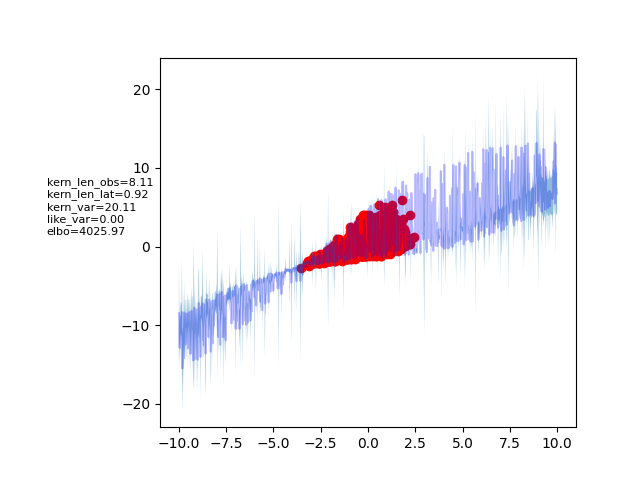 20
10
0
−10
−20
kern_len_obs=8.11
kern_len_lat=0.92
kern_var=20.11
like_var=0.00
elbo=4025.97
−10.0 −7.5 −5.0 −2.5 0.0 2.5 5.0 7.5 10.0